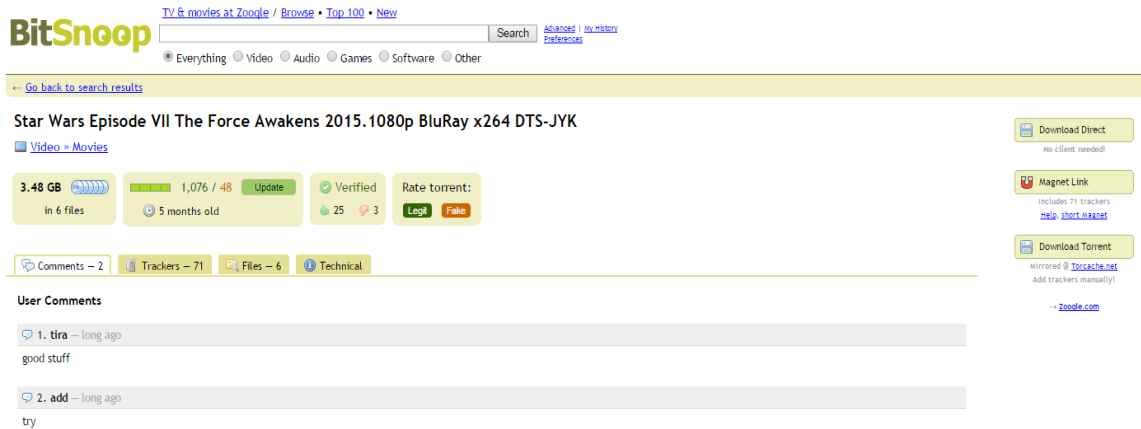 BitSnoop
TV & movies at Zoogle / Browse • Top 100 • New
Search
Advanced | My History
Preferences
Everything Video Audio Games Software Other
← Go back to search results
Star Wars Episode VII The Force Awakens 2015.1080p BluRay x264 DTS-JYK
Video » Movies
3.48 GB
in 6 files
1,076 / 48 Update
5 months old
Verified
25 3
Rate torrent:
Legit Fake
Download Direct
No client needed!
Magnet Link
Includes 71 trackers
Help, short Magnet
Download Torrent
Mirrored @ Torcache.net
Add trackers manually!
→ Zoogle.com
Comments — 2 Trackers — 71 Files — 6 Technical
User Comments
1. tira — long ago
good stuff
2. add — long ago
try